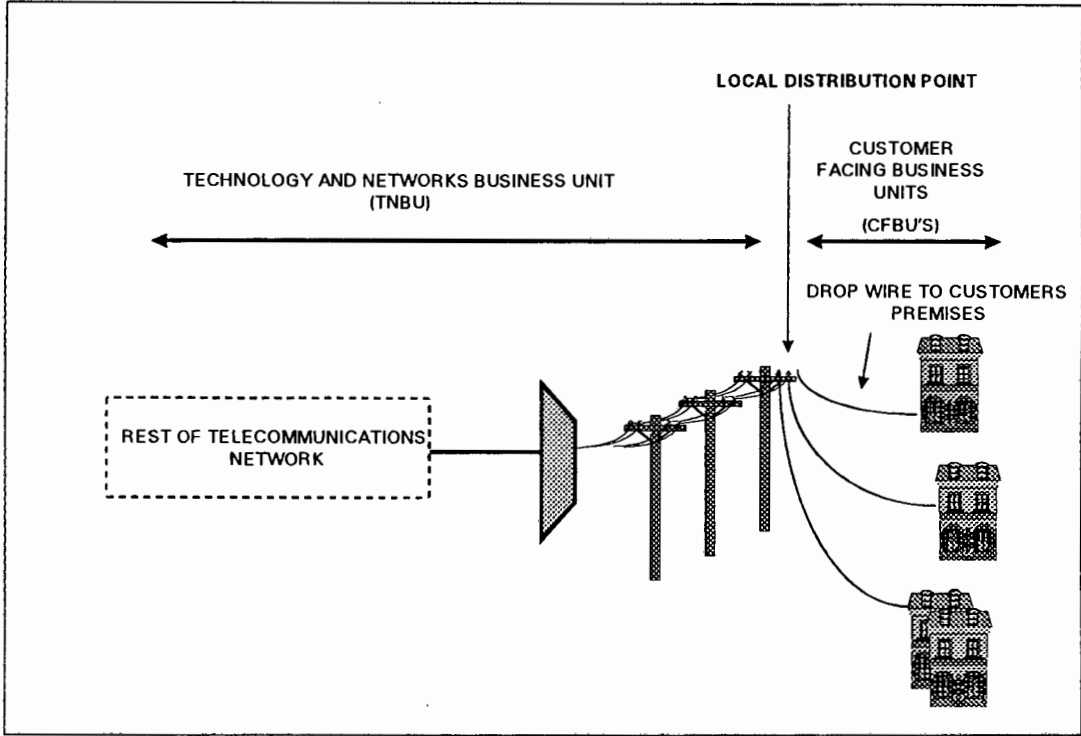 LOCAL DISTRIBUTION POINT
CUSTOMER
FACING BUSINESS
UNITS
(CFBU'S)
TECHNOLOGY AND NETWORKS BUSINESS UNIT
(TNBU)
DROP WIRE TO CUSTOMERS
PREMISES
REST OF TELECOMMUNICATIONS
NETWORK